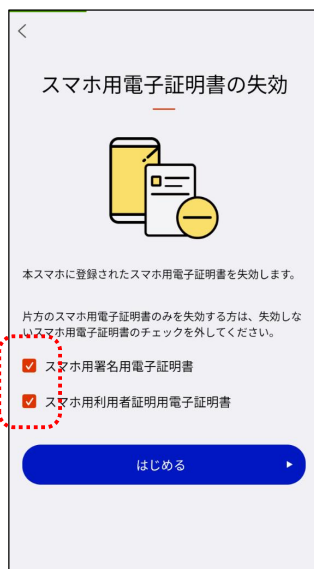 スマホ用電子証明書の失効
本スマホに登録されたスマホ用電子証明書を失効します。
片方のスマホ用電子証明書のみを失効する方は、失効しな
いスマホ用電子証明書のチェックを外してください。
スマホ用署名用電子証明書
スマホ用利用者証明用電子証明書
はじめる